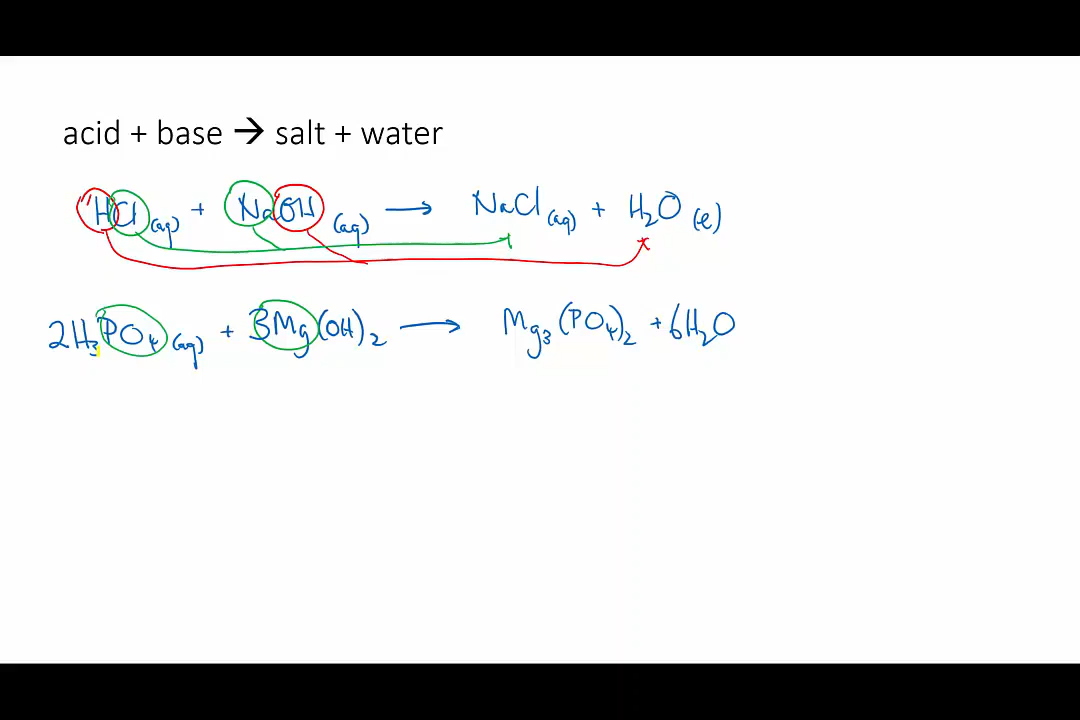 acid + base → salt + water
HCl (aq) + NaOH (aq) → NaCl (aq) + H₂O (l)
2H₃PO₄ (aq) + 3Mg(OH)₂ → Mg₃(PO₄)₂ + 6H₂O